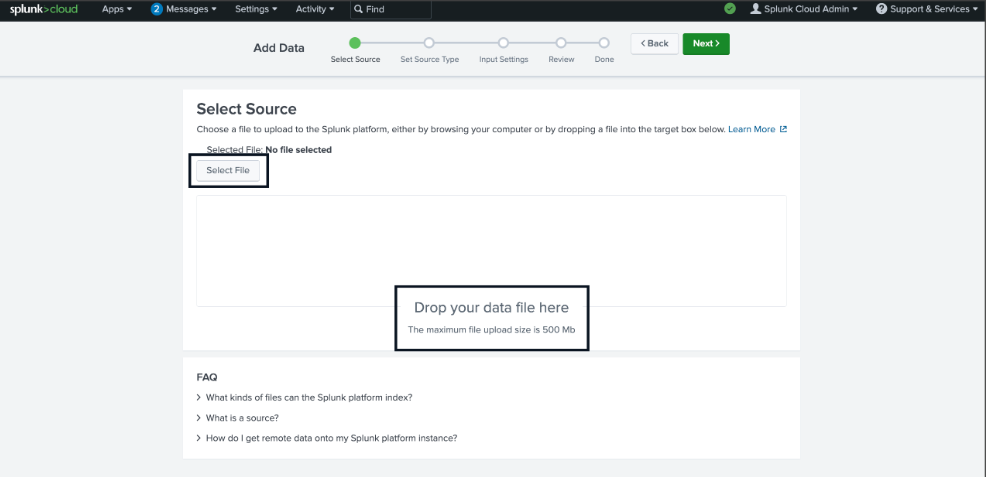 splunk>cloud Apps 2 Messages Settings Activity Find Splunk Cloud Admin ? Support & Services
Add Data
Select Source Set Source Type Input Settings Review Done
< Back Next >
Select Source
Choose a file to upload to the Splunk platform, either by browsing your computer or by dropping a file into the target box below. Learn More
Selected File: No file selected
Select File
Drop your data file here
The maximum file upload size is 500 Mb
FAQ
> What kinds of files can the Splunk platform index?
> What is a source?
> How do I get remote data onto my Splunk platform instance?